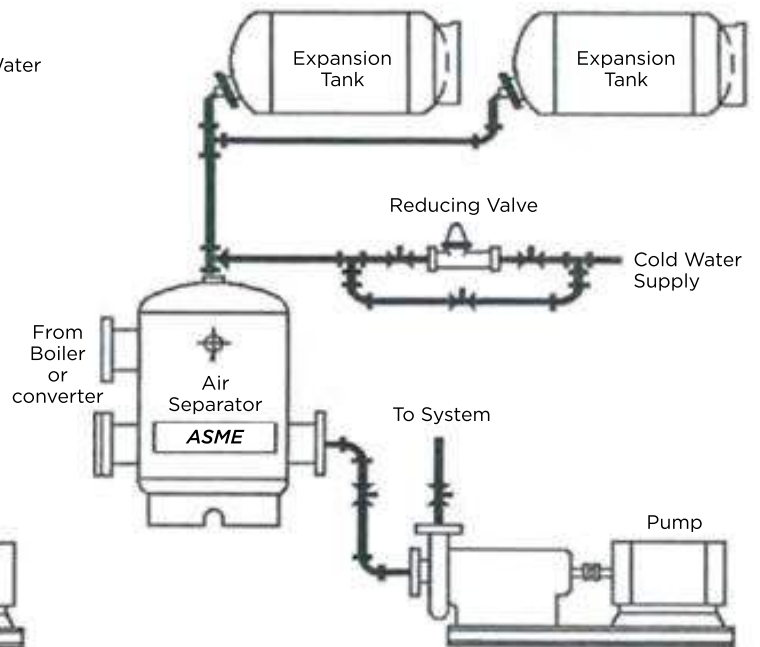 Expansion
Tank
Expansion
Tank
Reducing Valve
Cold Water
Supply
From
Boiler
or
converter
Air
Separator
ASME
To System
Pump